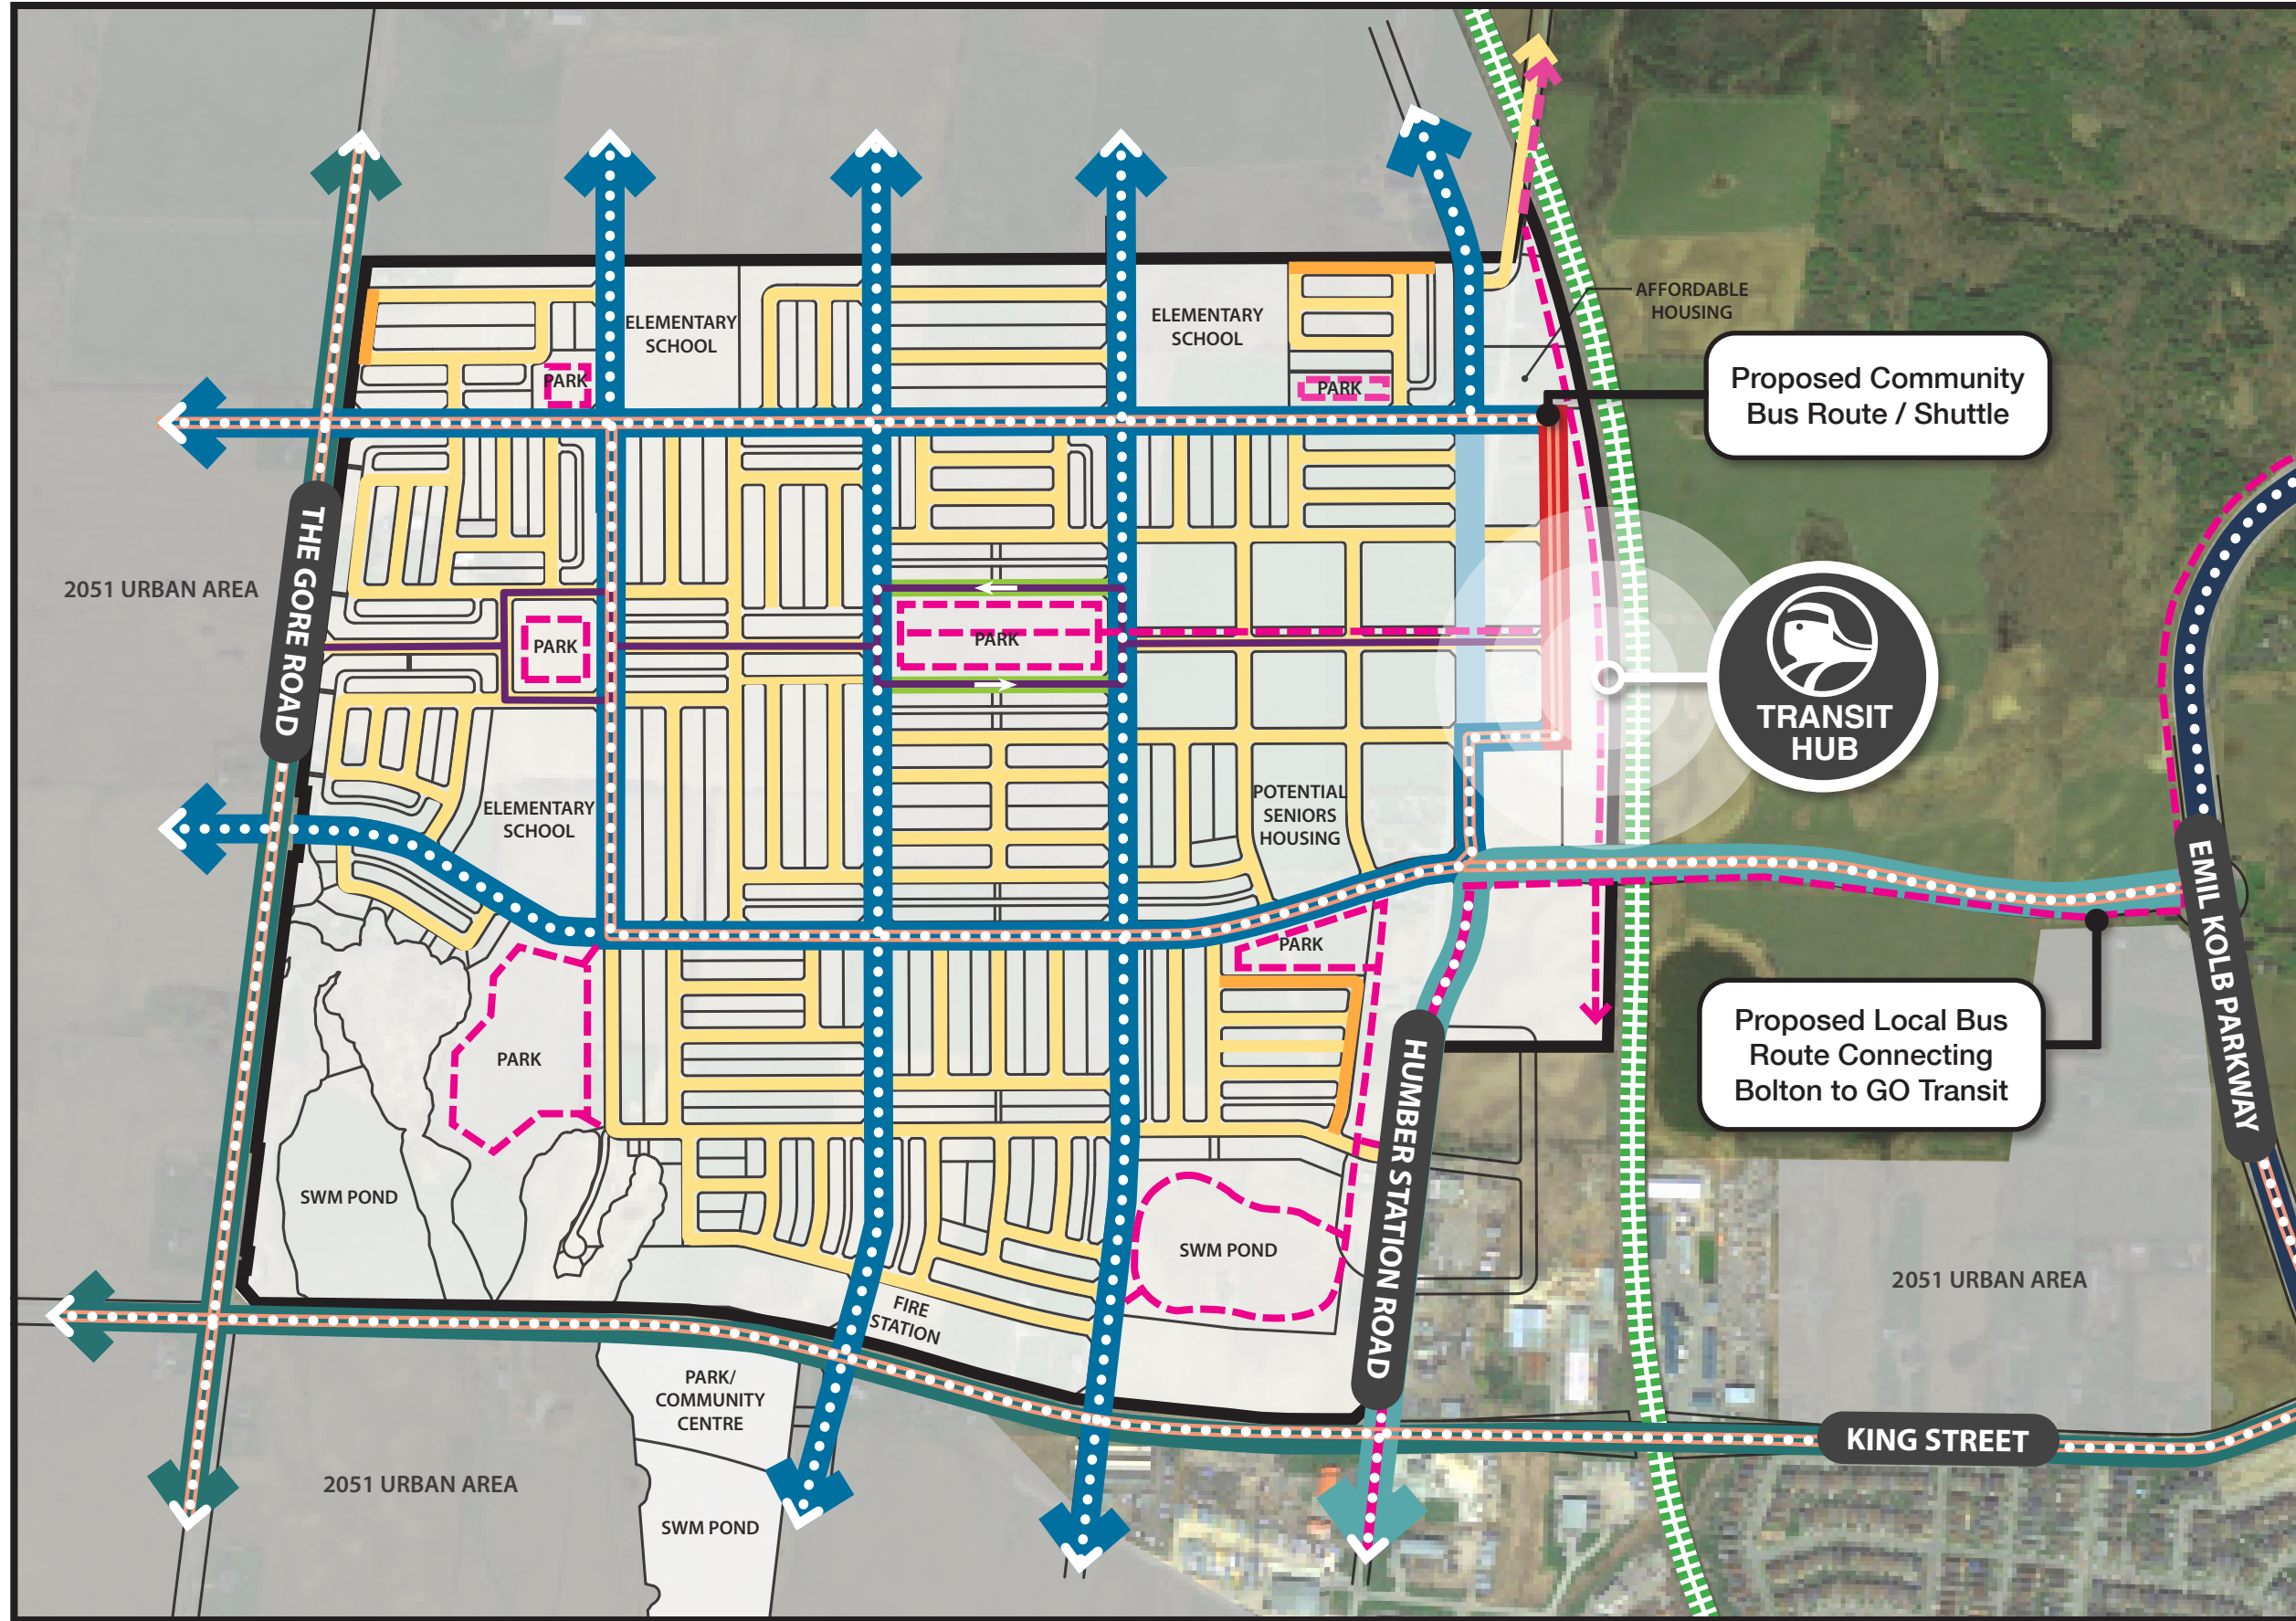 AFFORDABLE
HOUSING
ELEMENTARY
SCHOOL
ELEMENTARY
SCHOOL
PARK
PARK
Proposed Community
Bus Route / Shuttle
THE GORE ROAD
2051 URBAN AREA
PARK
PARK
TRANSIT
HUB
ELEMENTARY
SCHOOL
POTENTIAL
SENIORS
HOUSING
EMIL KOLB PARKWAY
PARK
PARK
Proposed Local Bus
Route Connecting
Bolton to GO Transit
HUMBER STATION ROAD
SWM POND
SWM POND
2051 URBAN AREA
FIRE
STATION
PARK/
COMMUNITY
CENTRE
KING STREET
2051 URBAN AREA
SWM POND